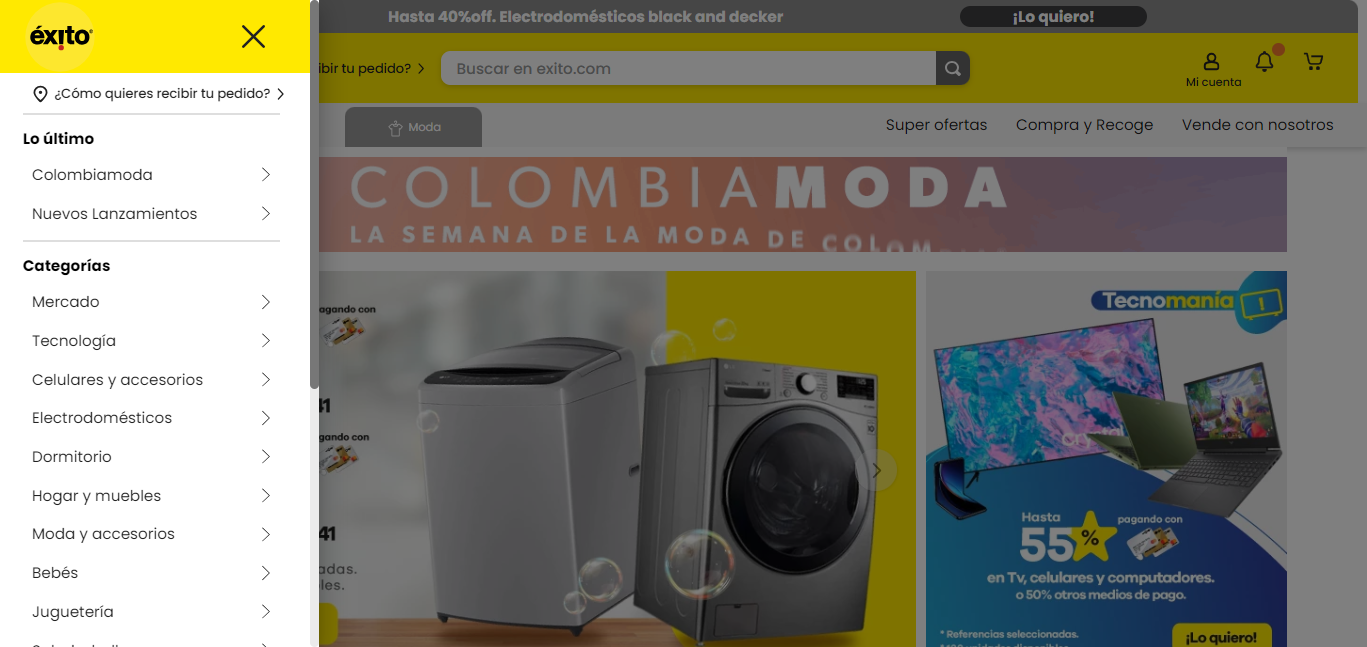 éxito
¿Cómo quieres recibir tu pedido?
Lo último
Colombiamoda
Nuevos Lanzamientos
Categorías
Mercado
Tecnología
Celulares y accesorios
Electrodomésticos
Dormitorio
Hogar y muebles
Moda y accesorios
Bebés
Juguetería
Hasta 40%off. Electrodomésticos black and decker
¡Lo quiero!
ibir tu pedido?
Buscar en exito.com
Mi cuenta
Moda
Super ofertas
Compra y Recoge
Vende con nosotros
COLOMBIAMODA
LA SEMANA DE LA MODA DE COLOMBIA
pagando con
41
pagando con
41
adas.
les.
LG
Tecnomanía
Hasta
55%
pagando con
en Tv, celulares y computadores.
o 50% otros medios de pago.
* Referencias seleccionadas.
¡Lo quiero!